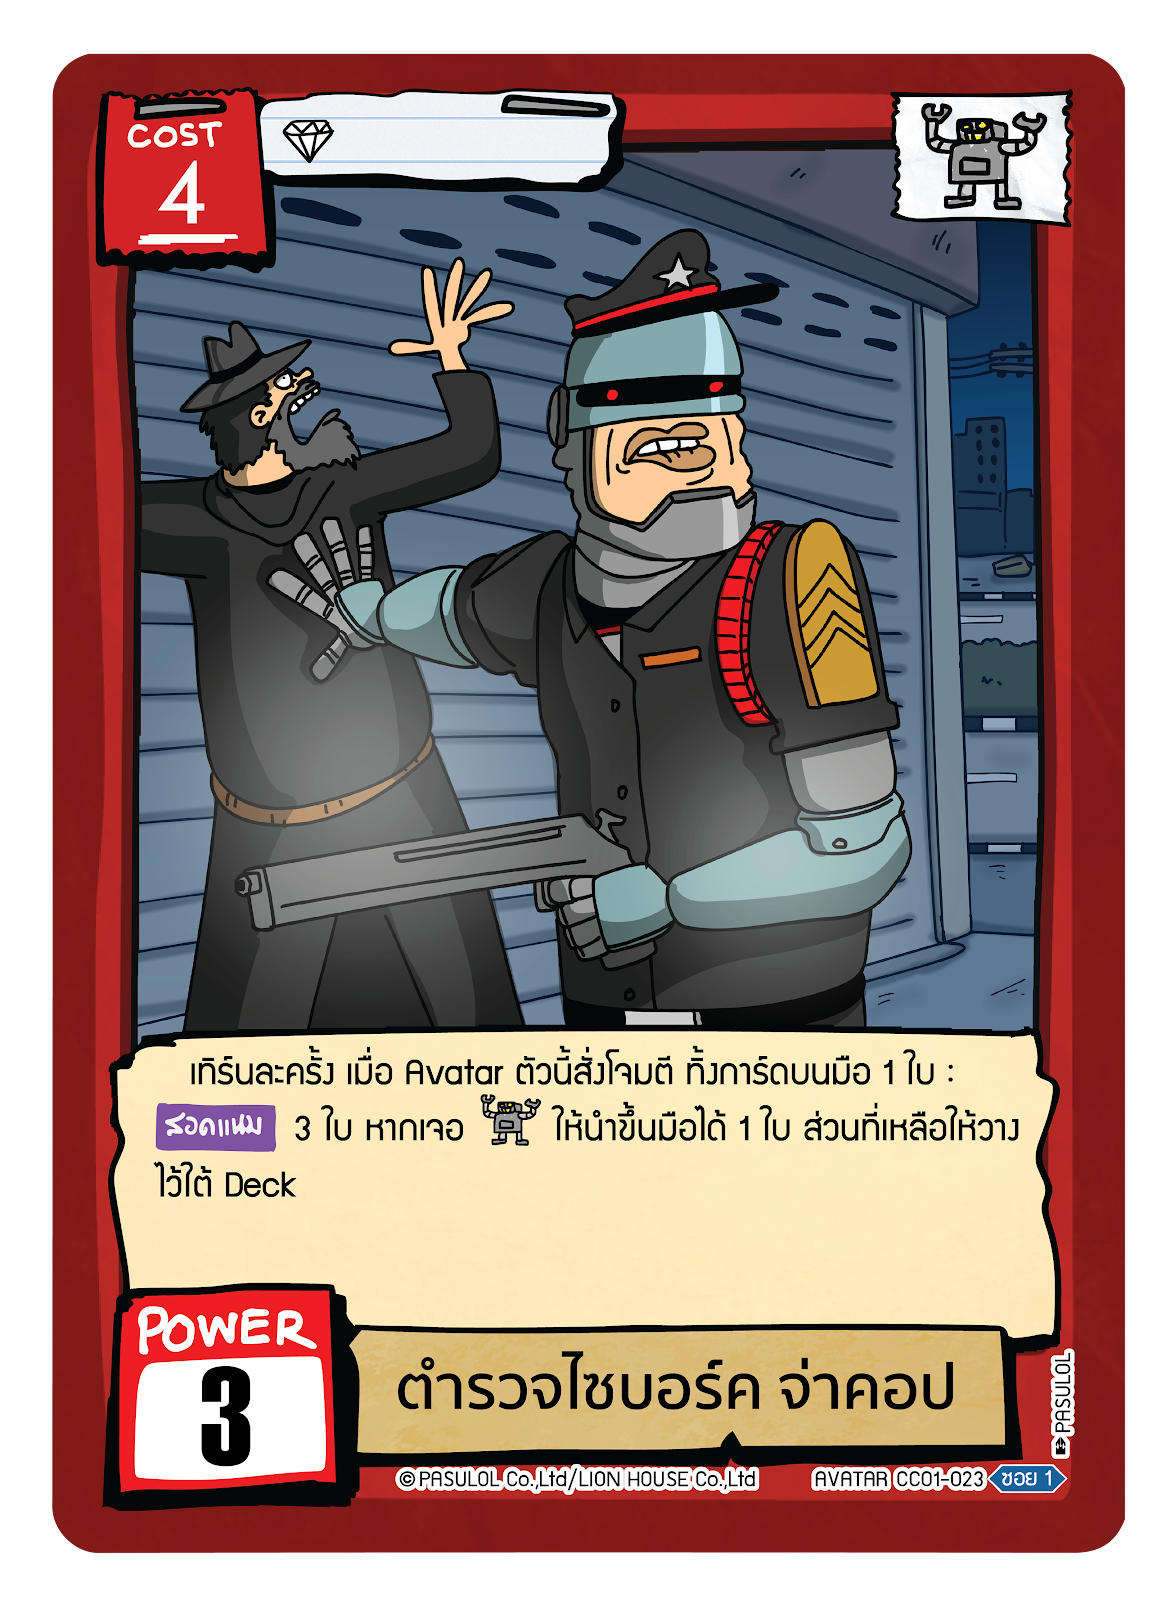 COST
4
เทิร์นละครั้ง เมื่อ Avatar ตัวนี้สั่งโจมตี ทิ้งการ์ดบนมือ 1 ใบ :
สอดแนม 3 ใบ หากเจอ ให้นำขึ้นมือได้ 1 ใบ ส่วนที่เหลือให้วาง
ไว้ใต้ Deck
POWER
3
ตำรวจไซบอร์ค จ่าคอป
PASULOL
© PASULOL Co.,Ltd/LION HOUSE Co.,Ltd
AVATAR CC01-023 ซอย 1